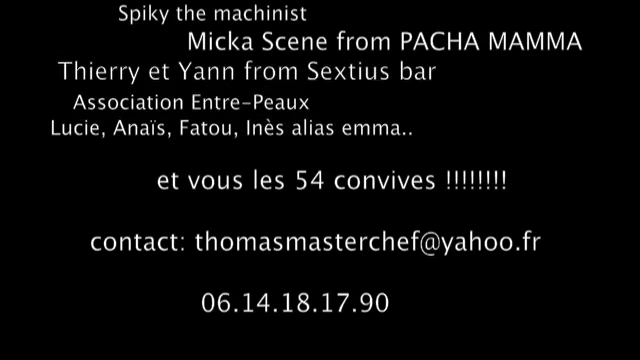 Spiky the machinist
Micka Scene from PACHA MAMMA
Thierry et Yann from Sextius bar
Association Entre-Peaux
Lucie, Anaïs, Fatou, Inès alias emma..
et vous les 54 convives !!!!!!!!
contact: thomasmasterchef@yahoo.fr
06.14.18.17.90